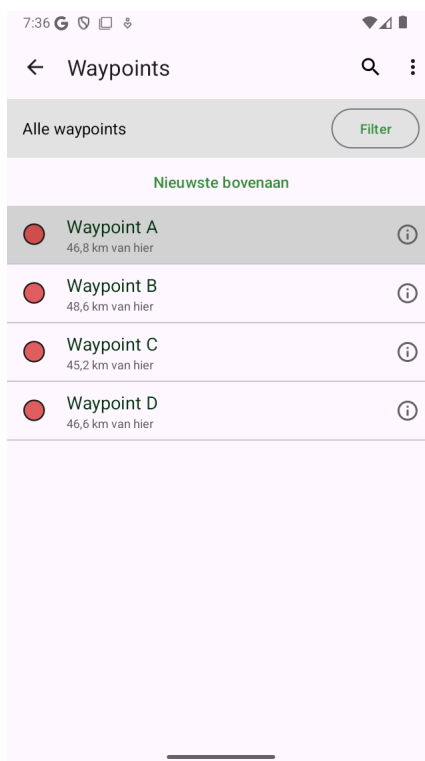 7:36
Waypoints
Alle waypoints
Filter
Nieuwste bovenaan
Waypoint A
46,8 km van hier
Waypoint B
48,6 km van hier
Waypoint C
45,2 km van hier
Waypoint D
46,6 km van hier